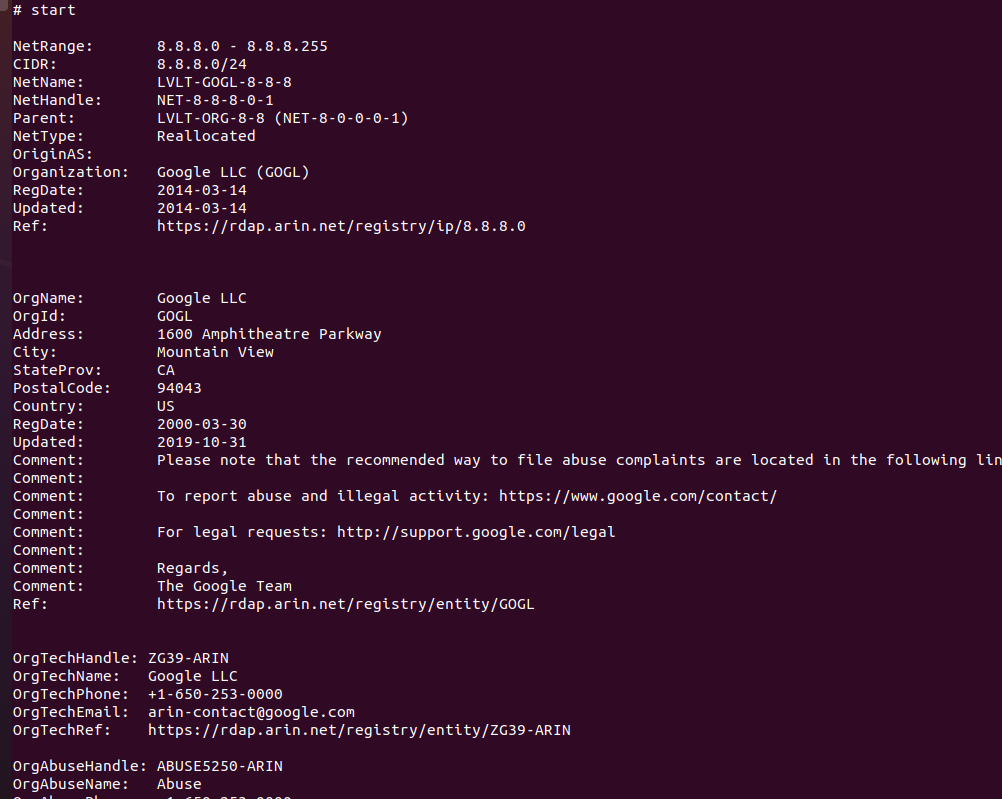 # start
NetRange: 8.8.8.0 - 8.8.8.255
CIDR: 8.8.8.0/24
NetName: LVLT-GOGL-8-8-8
NetHandle: NET-8-8-8-0-1
Parent: LVLT-ORG-8-8 (NET-8-0-0-0-1)
NetType: Reallocated
OriginAS:
Organization: Google LLC (GOGL)
RegDate: 2014-03-14
Updated: 2014-03-14
Ref: https://rdap.arin.net/registry/ip/8.8.8.0
OrgName: Google LLC
OrgId: GOGL
Address: 1600 Amphitheatre Parkway
City: Mountain View
StateProv: CA
PostalCode: 94043
Country: US
RegDate: 2000-03-30
Updated: 2019-10-31
Comment: Please note that the recommended way to file abuse complaints are located in the following lin
Comment:
Comment: To report abuse and illegal activity: https://www.google.com/contact/
Comment:
Comment: For legal requests: http://support.google.com/legal
Comment:
Comment: Regards,
Comment: The Google Team
Ref: https://rdap.arin.net/registry/entity/GOGL
OrgTechHandle: ZG39-ARIN
OrgTechName: Google LLC
OrgTechPhone: +1-650-253-0000
OrgTechEmail: arin-contact@google.com
OrgTechRef: https://rdap.arin.net/registry/entity/ZG39-ARIN
OrgAbuseHandle: ABUSE5250-ARIN
OrgAbuseName: Abuse